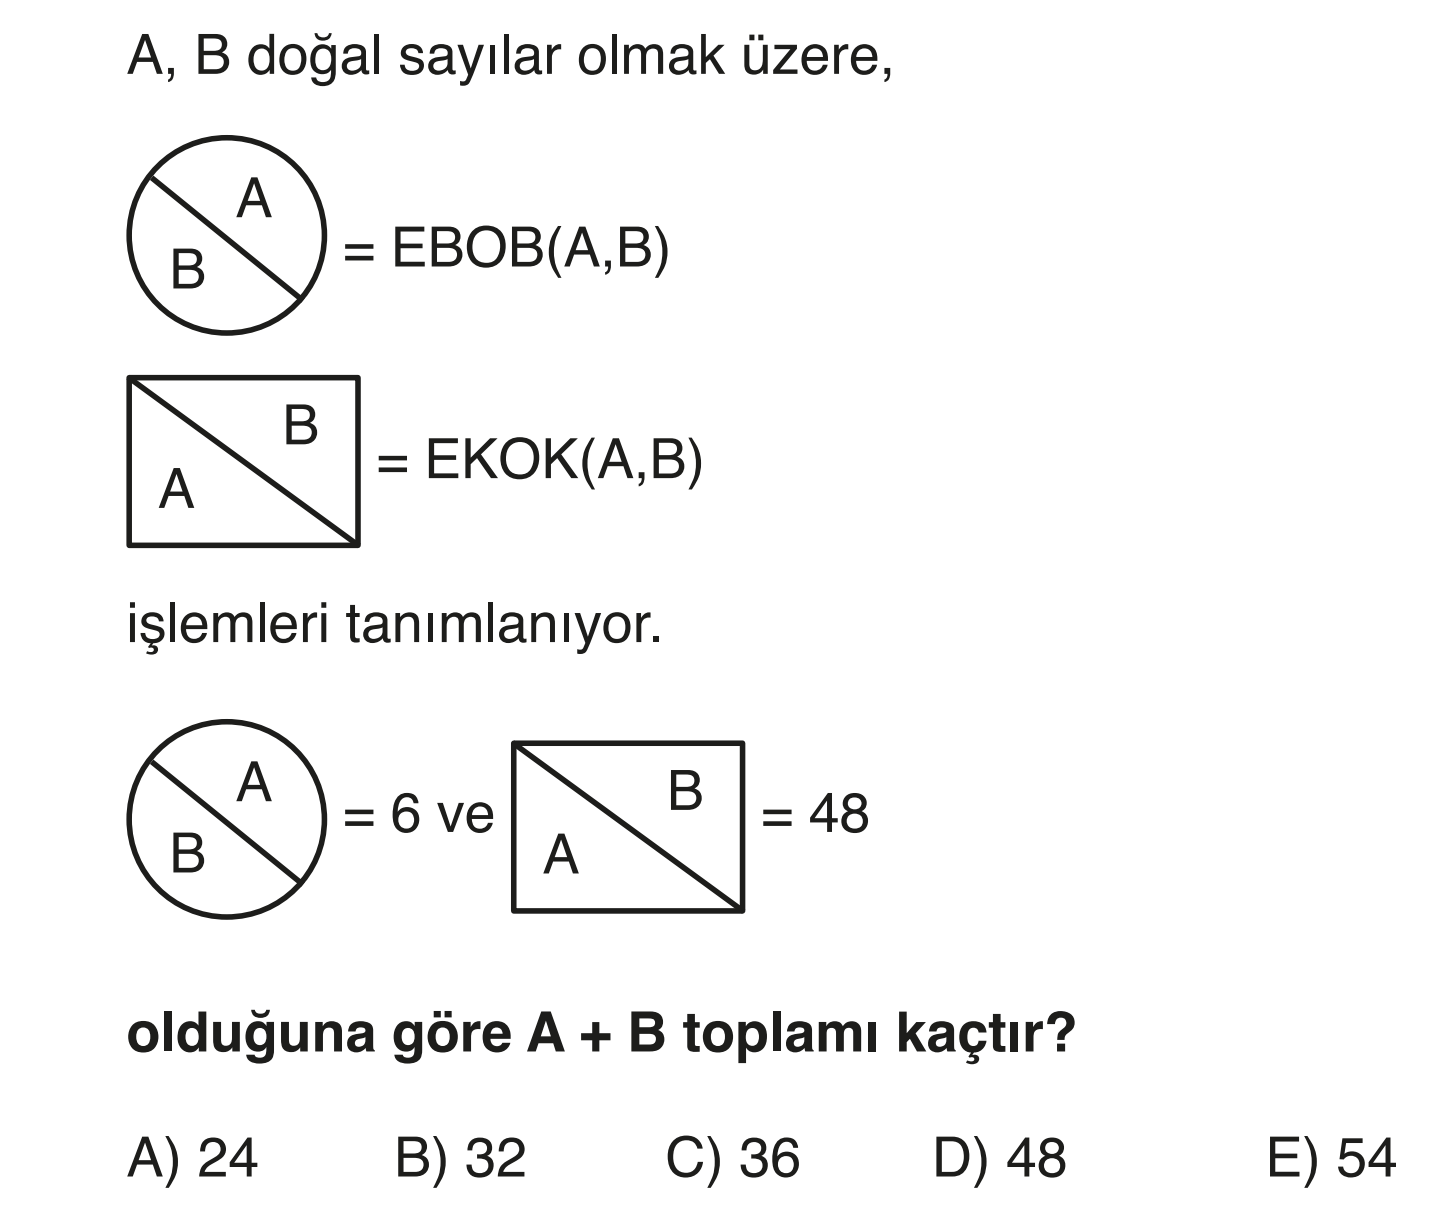 A, B doğal sayılar olmak üzere,
A
B
= EBOB(A,B)
B
A
= EKOK(A,B)
işlemleri tanımlanıyor.
A
B
= 6 ve
B
A
= 48
olduğuna göre A + B toplamı kaçtır?
A) 24 B) 32 C) 36 D) 48 E) 54